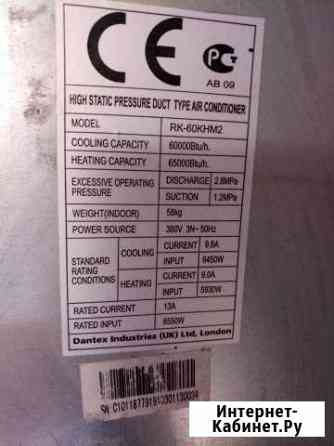 CE
РСТ
АВ 09
HIGH STATIC PRESSURE DUCT TYPE AIR CONDITIONER
MODEL RK-60KHM2
COOLING CAPACITY 60000Btu/h.
HEATING CAPACITY 65000Btu/h.
EXCESSIVE OPERATING PRESSURE DISCHARGE 2.8MPa
SUCTION 1.2MPa
WEIGHT(INDOOR) 58kg
POWER SOURCE 380V 3N~ 50Hz
STANDARD RATING CONDITIONS COOLING CURRENT 9.8A
INPUT 6450W
HEATING CURRENT 9.0A
INPUT 5930W
RATED CURRENT 13A
RATED INPUT 8550W
Dantex Industries (UK) Ltd, London
Интернет-
Кабинет.Ру